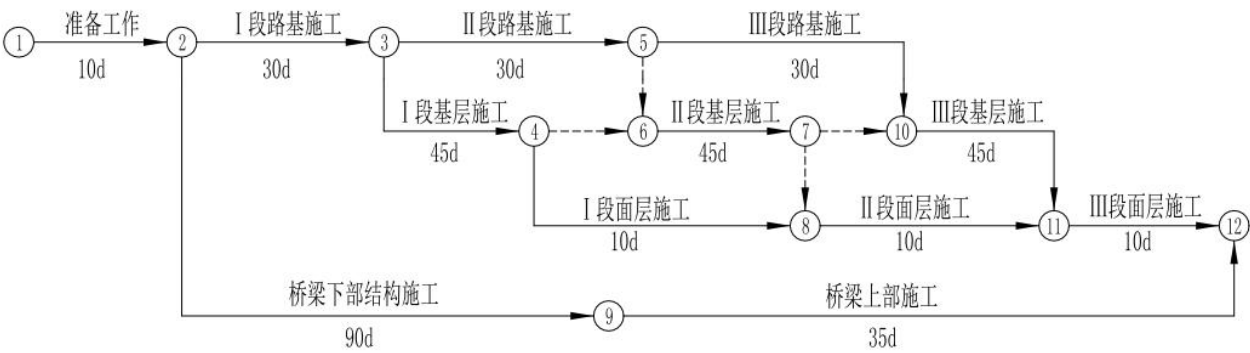 准备工作 Ⅰ段路基施工 Ⅱ段路基施工 Ⅲ段路基施工
① ② ③ ⑤
10d 30d 30d 30d
Ⅰ段基层施工 Ⅱ段基层施工 Ⅲ段基层施工
④ ⑥ ⑦ ⑩
45d 45d 45d
Ⅰ段面层施工 Ⅱ段面层施工 Ⅲ段面层施工
⑧ ⑪ ⑫
10d 10d 10d
桥梁下部结构施工 桥梁上部施工
⑨
90d 35d